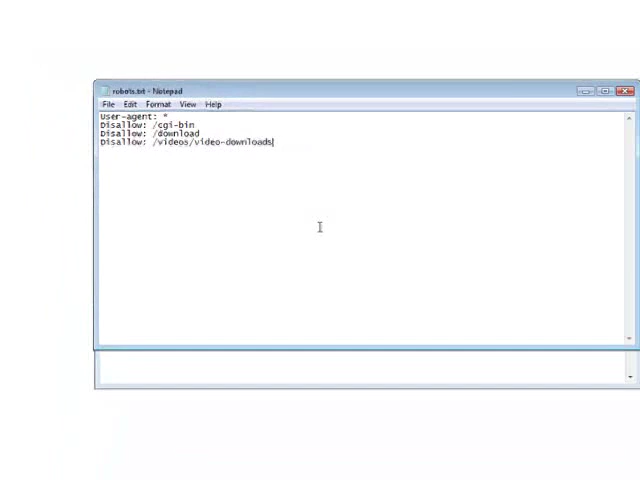 robots.txt - Notepad
File Edit Format View Help
User-agent: *
Disallow: /cgi-bin
Disallow: /download
Disallow: /videos/video-downloads